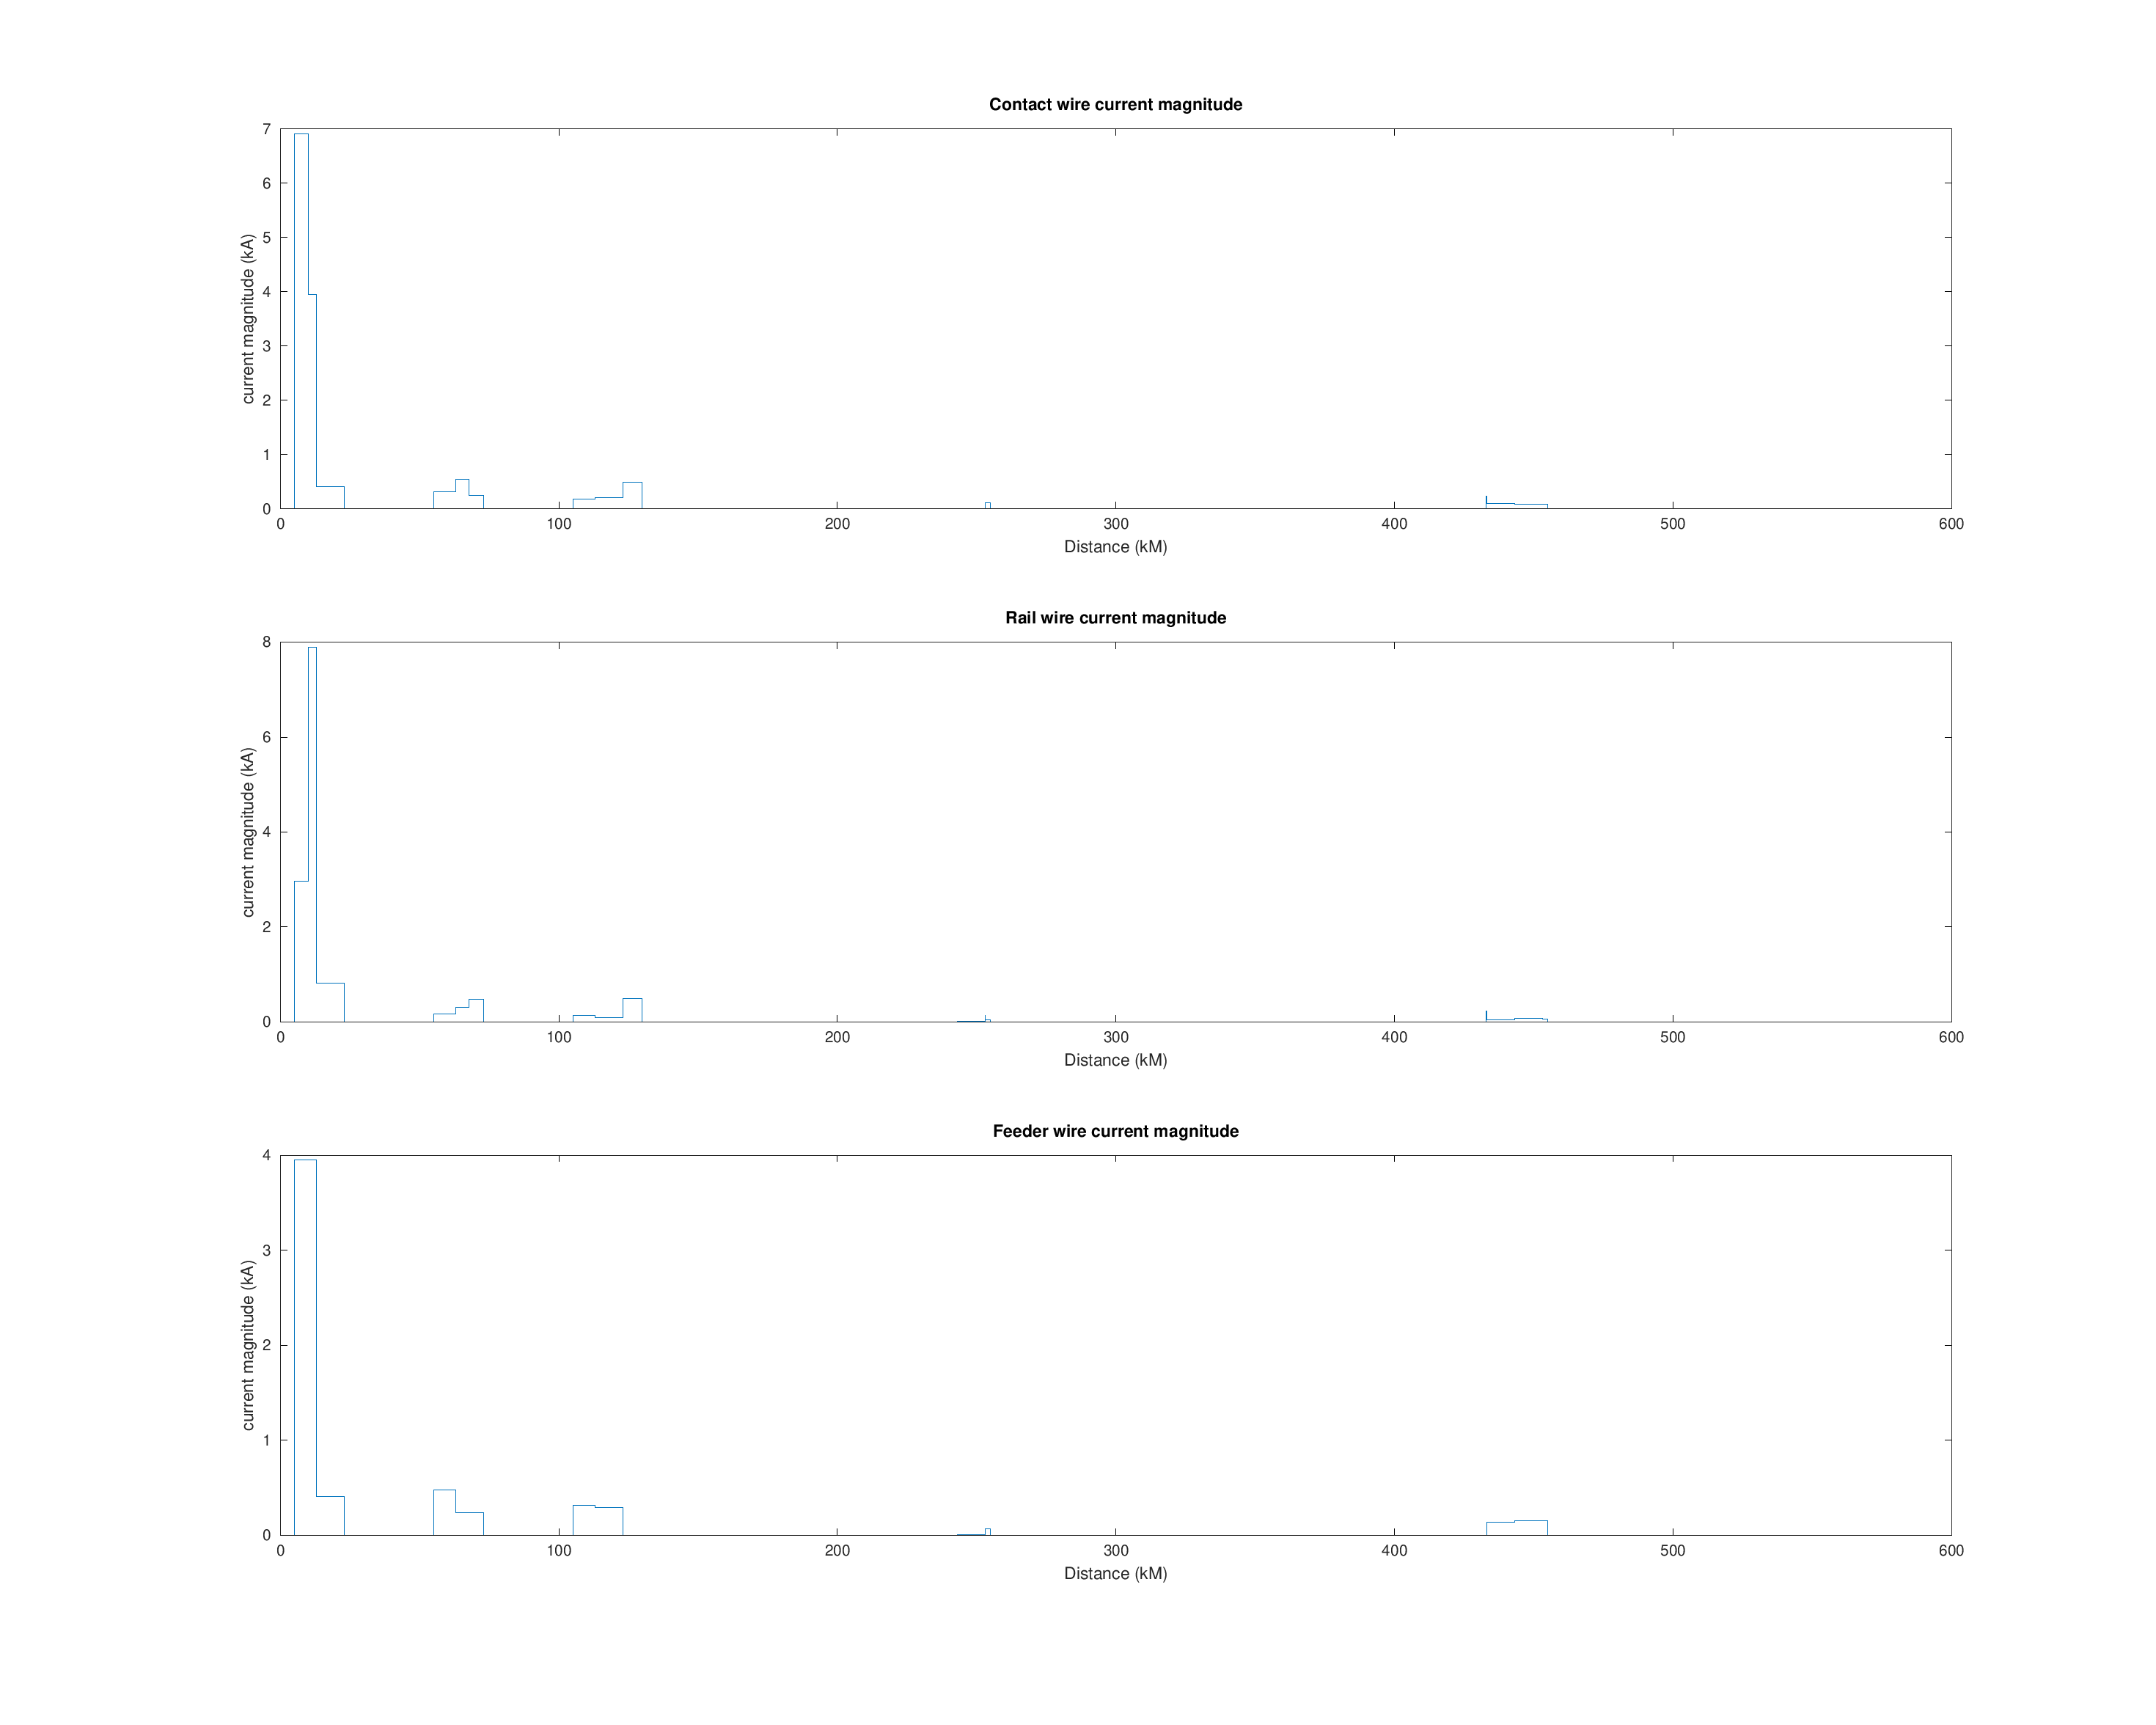 Contact wire current magnitude
7
6
5
4
3
2
1
0
current magnitude (kA)
0 100 200 300 400 500 600
Distance (kM)
Rail wire current magnitude
8
6
4
2
0
current magnitude (kA)
0 100 200 300 400 500 600
Distance (kM)
Feeder wire current magnitude
4
3
2
1
0
current magnitude (kA)
0 100 200 300 400 500 600
Distance (kM)